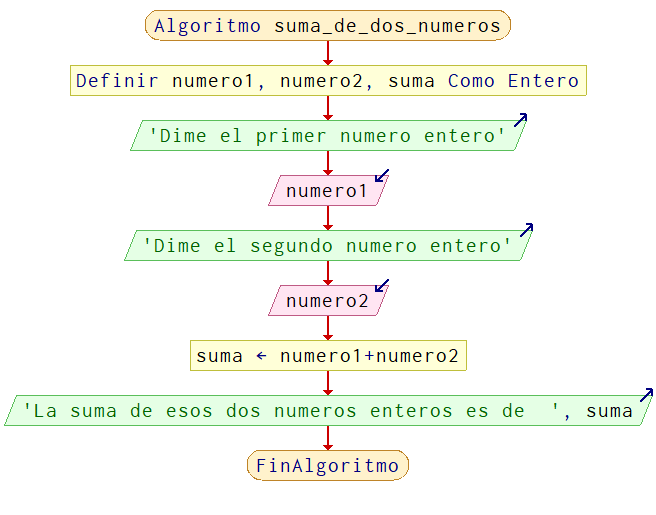 Algoritmo suma_de_dos_numeros
Definir numero1, numero2, suma Como Entero
'Dime el primer numero entero'
numero1
'Dime el segundo numero entero'
numero2
suma ← numero1+numero2
'La suma de esos dos numeros enteros es de  ', suma
FinAlgoritmo